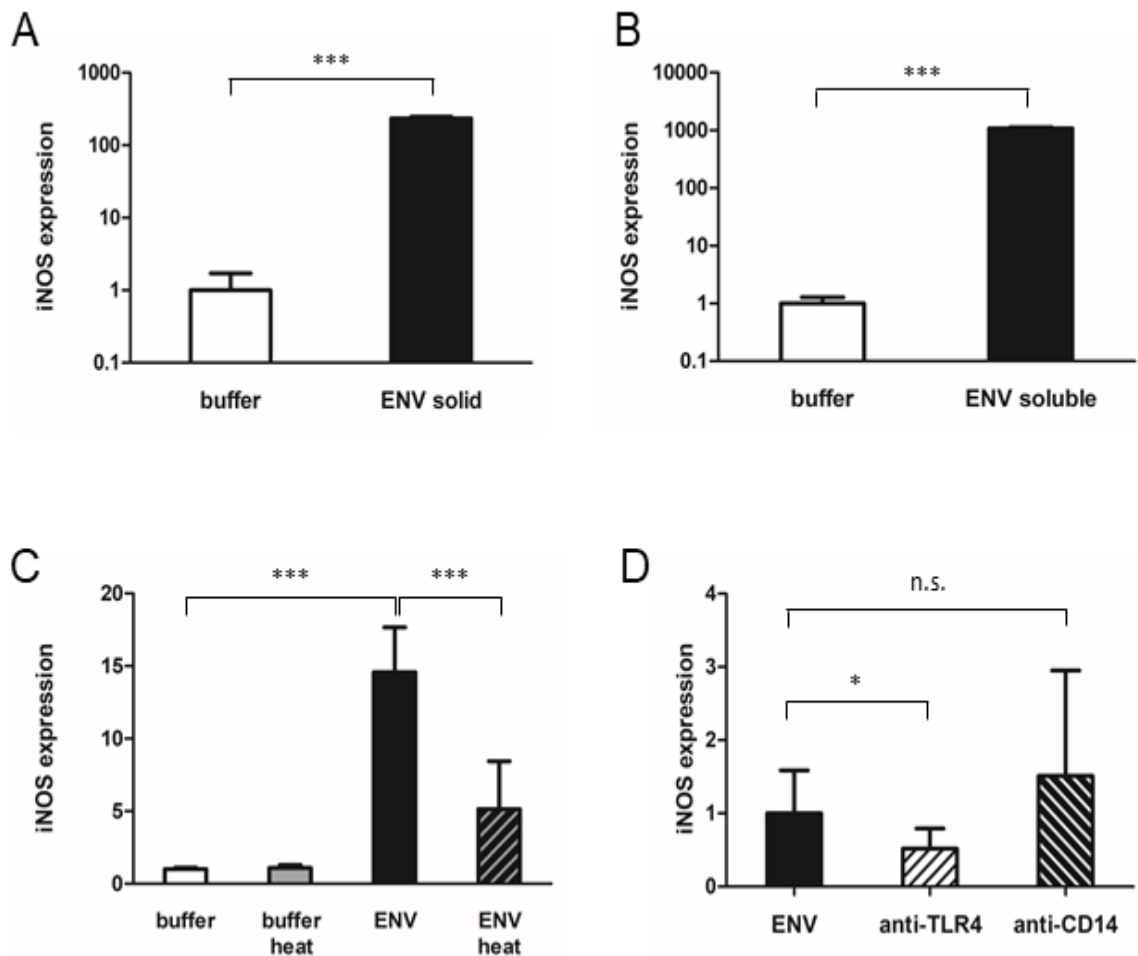 A
***
iNOS expression
1000
100
10
1
0.1
buffer ENV solid
B
***
iNOS expression
10000
1000
100
10
1
0.1
buffer ENV soluble
C
*** ***
iNOS expression
20
15
10
5
0
buffer buffer heat ENV ENV heat
D
n.s.
*
iNOS expression
4
3
2
1
0
ENV anti-TLR4 anti-CD14